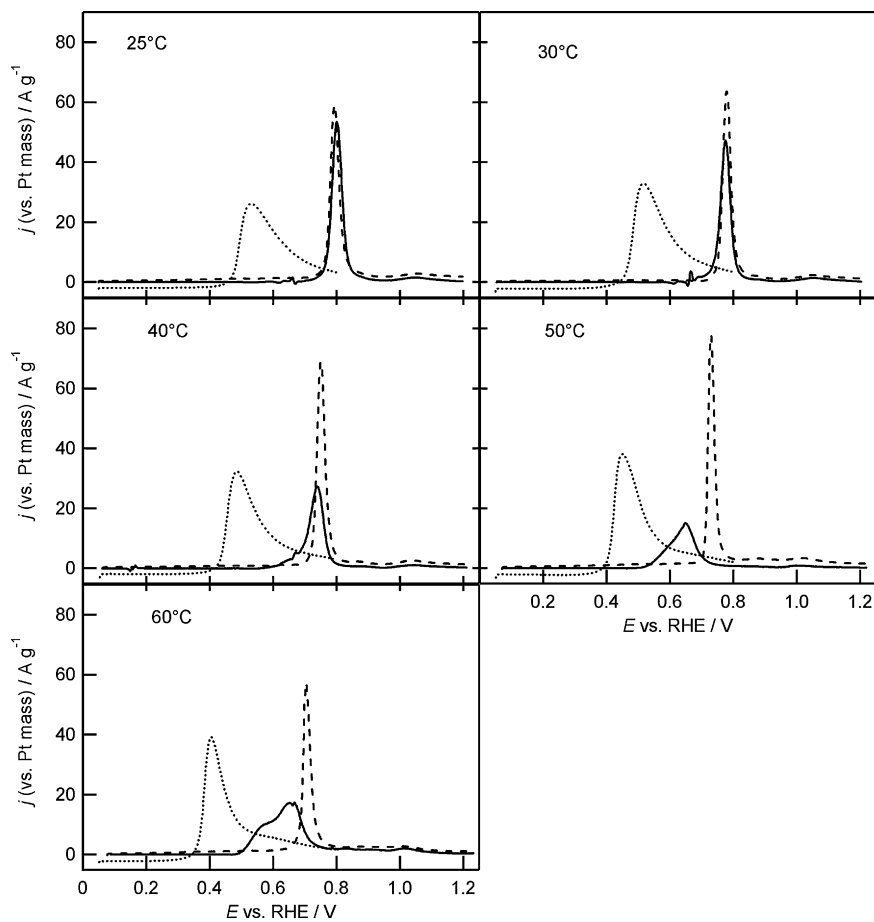 80
60
40
20
0
j (vs. Pt mass) / A g⁻¹
25°C
30°C
80
60
40
20
0
j (vs. Pt mass) / A g⁻¹
40°C
50°C
0.2 0.4 0.6 0.8 1.0 1.2
E vs. RHE / V
80
60
40
20
0
j (vs. Pt mass) / A g⁻¹
60°C
0 0.2 0.4 0.6 0.8 1.0 1.2
E vs. RHE / V